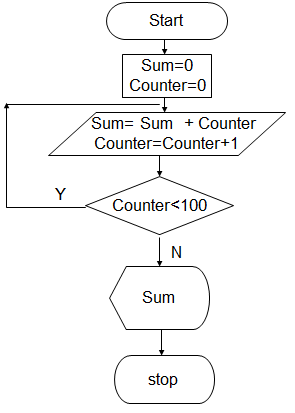 Start
Sum=0
Counter=0
Sum= Sum + Counter
Counter=Counter+1
Y
Counter<100
N
Sum
stop